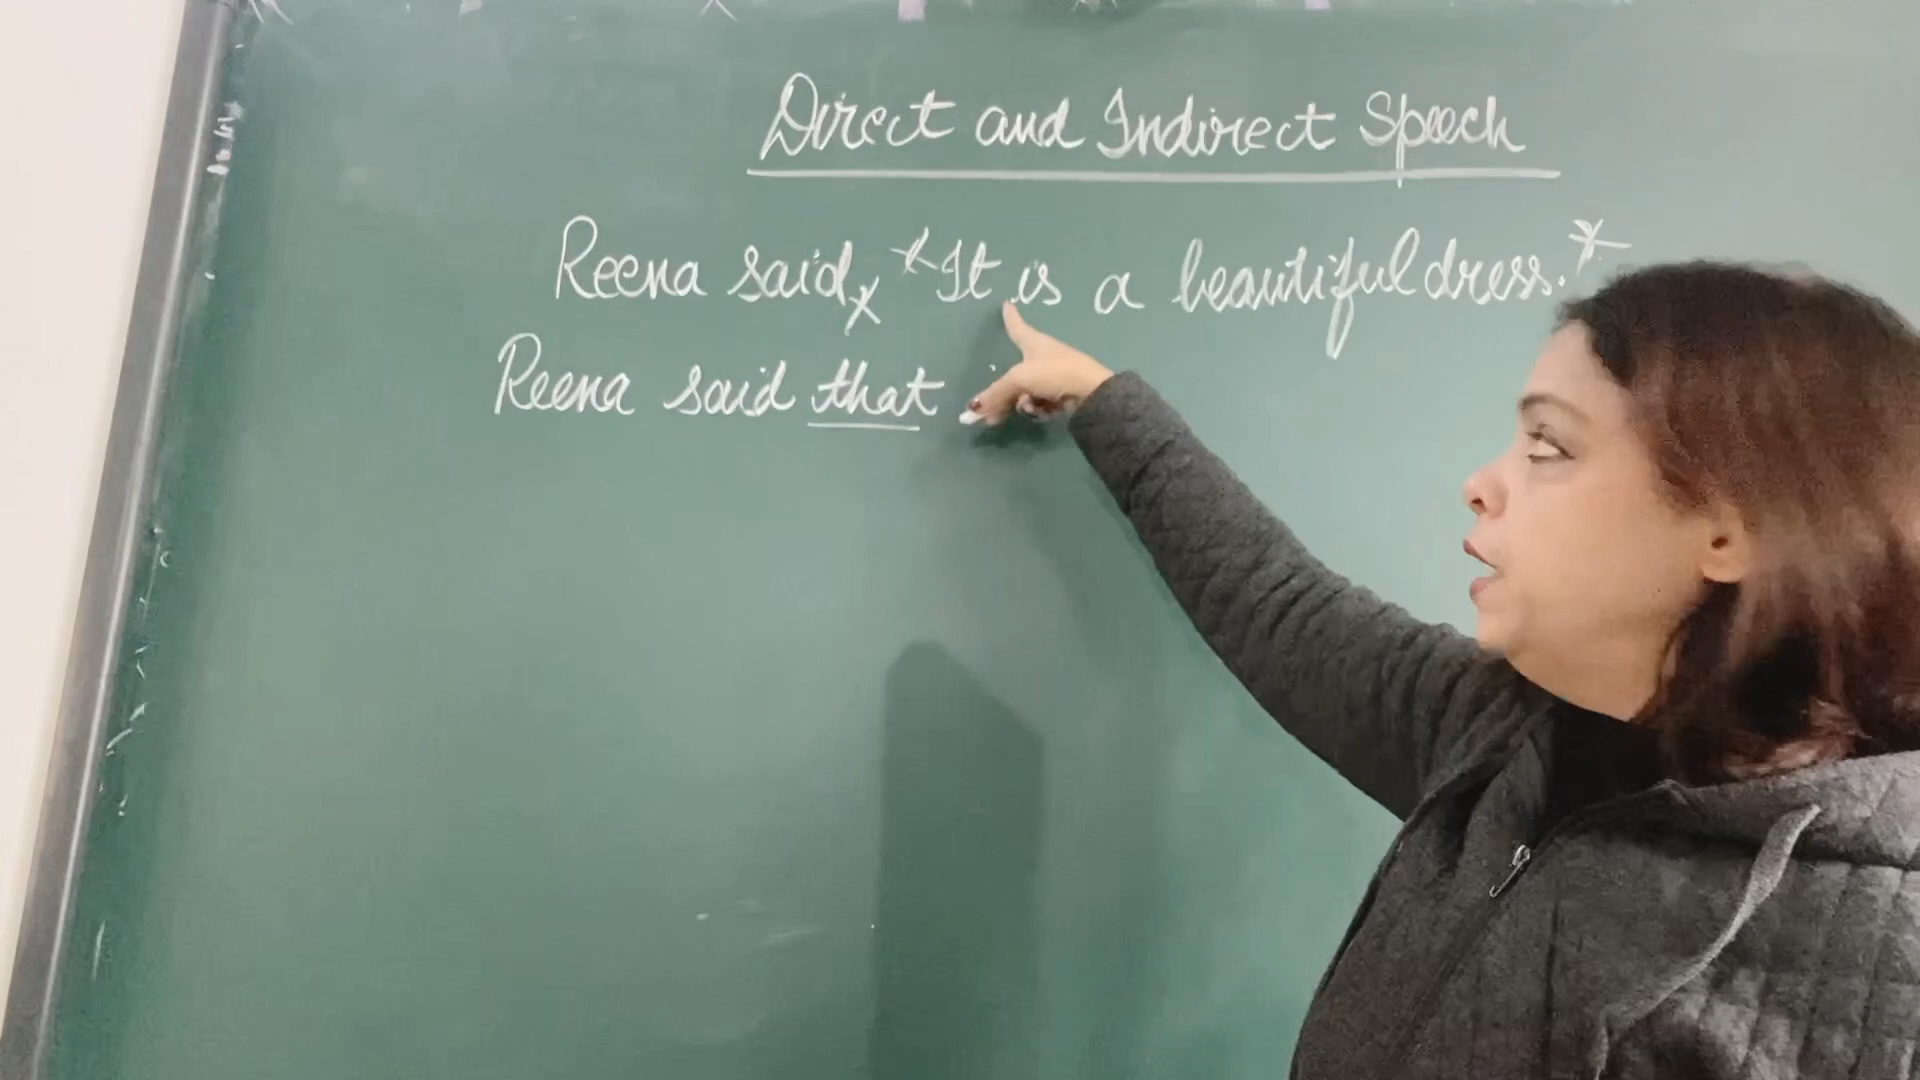 Direct and Indirect Speech
Reena said, "It is a beautiful dress."
Reena said that